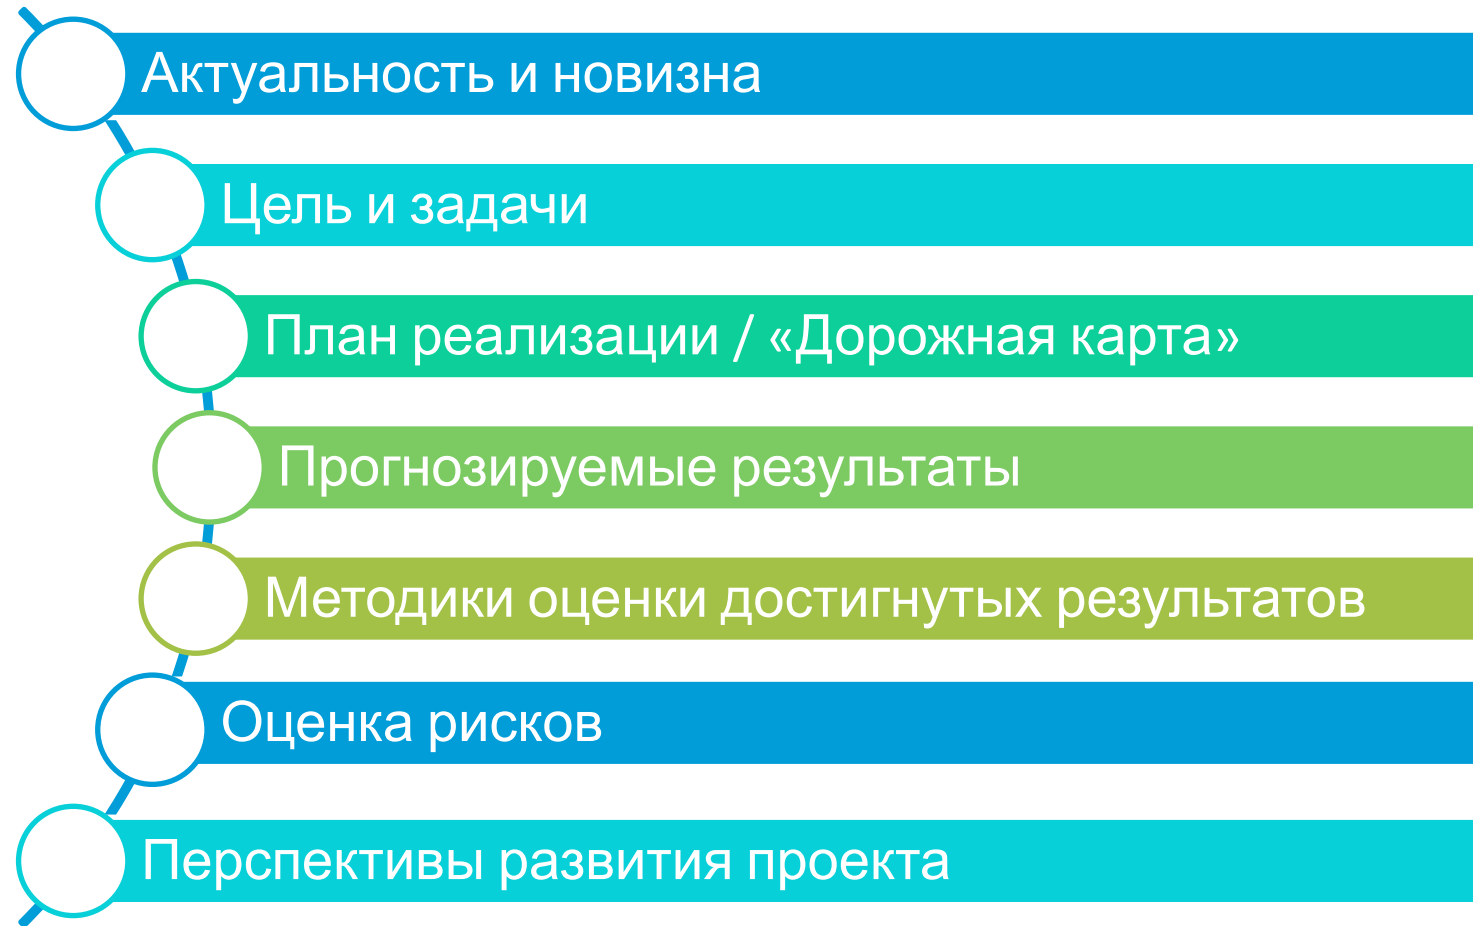 Актуальность и новизна
Цель и задачи
План реализации / «Дорожная карта»
Прогнозируемые результаты
Методики оценки достигнутых результатов
Оценка рисков
Перспективы развития проекта